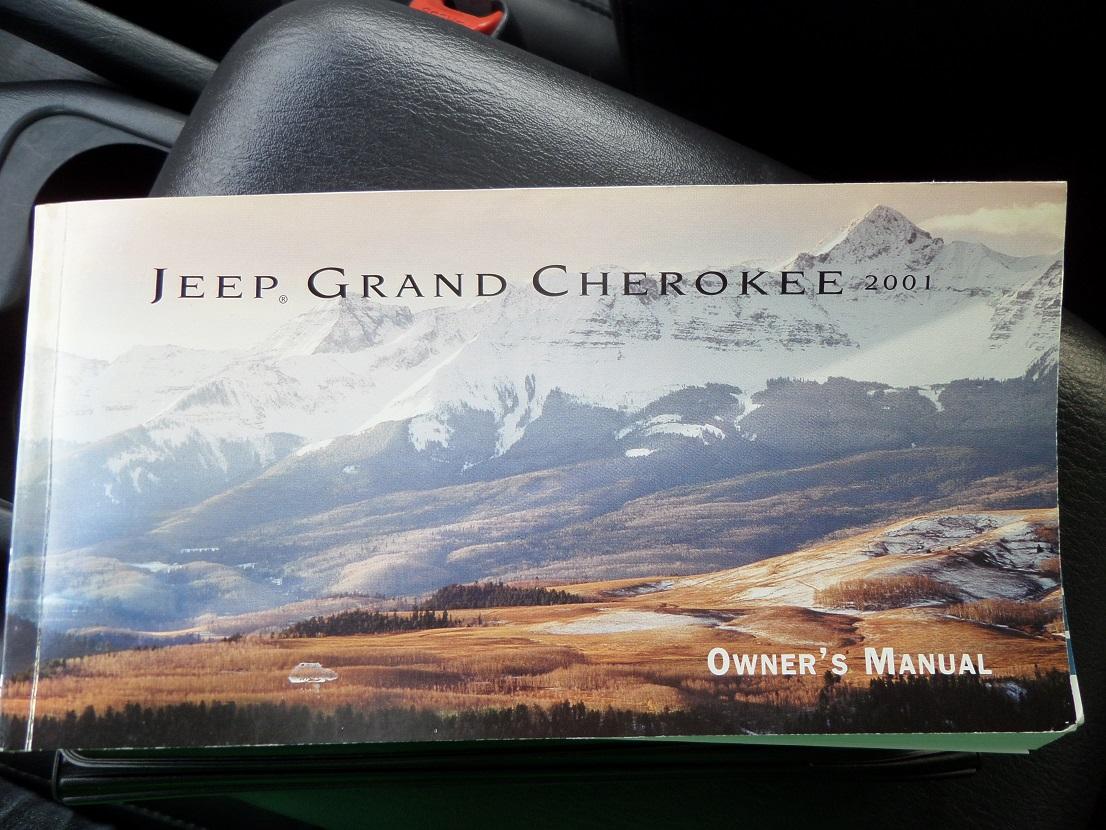 JEEP® GRAND CHEROKEE 2001
OWNER'S MANUAL